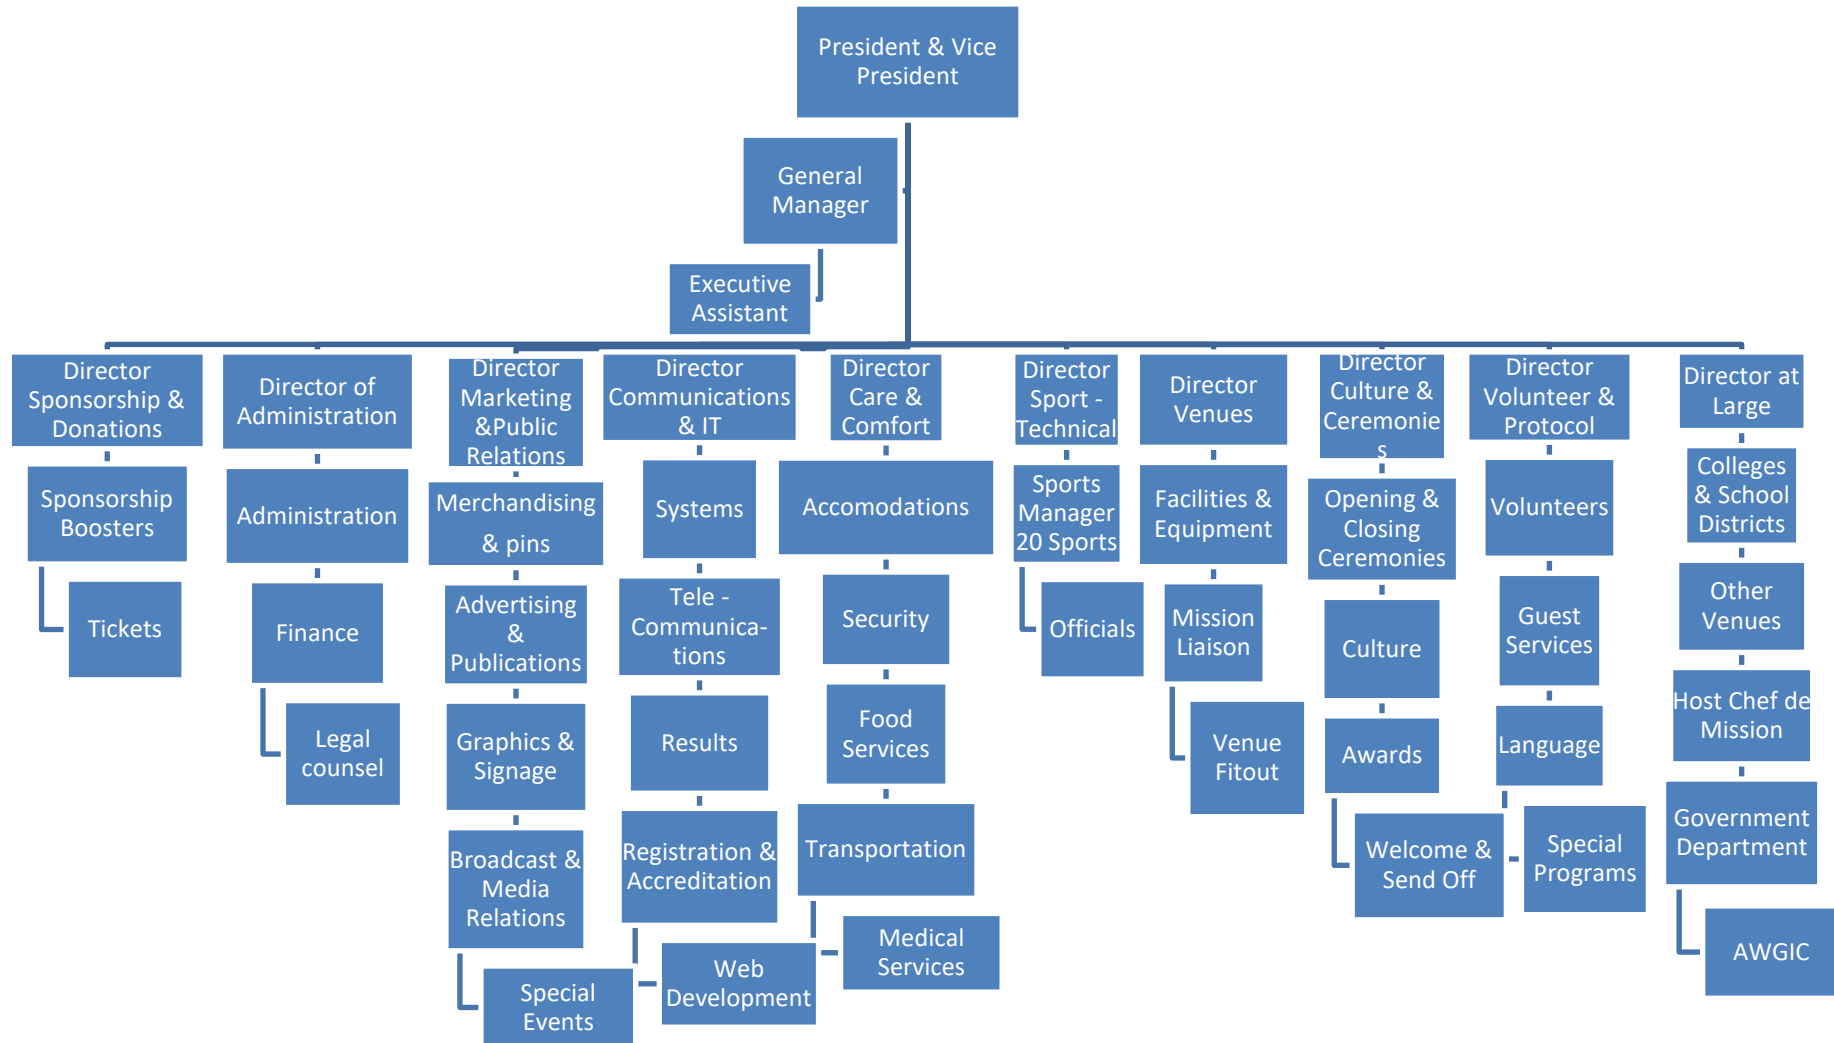 President & Vice
President
General
Manager
Executive
Assistant
Director
Sponsorship &
Donations
Sponsorship
Boosters
Tickets
Director of
Administration
Administration
Finance
Legal
counsel
Director
Marketing
&Public
Relations
Merchandising
& pins
Advertising
&
Publications
Graphics &
Signage
Broadcast &
Media
Relations
Special
Events
Director
Communications
& IT
Systems
Tele -
Communica-
tions
Results
Registration &
Accreditation
Web
Development
Director
Care &
Comfort
Accomodations
Security
Food
Services
Transportation
Medical
Services
Director
Sport -
Technical
Sports
Manager
20 Sports
Officials
Director
Venues
Facilities &
Equipment
Mission
Liaison
Venue
Fitout
Director
Culture &
Ceremonie
s
Opening &
Closing
Ceremonies
Culture
Awards
Welcome &
Send Off
Director
Volunteer &
Protocol
Volunteers
Guest
Services
Language
Special
Programs
Director at
Large
Colleges
& School
Districts
Other
Venues
Host Chef de
Mission
Government
Department
AWGIC